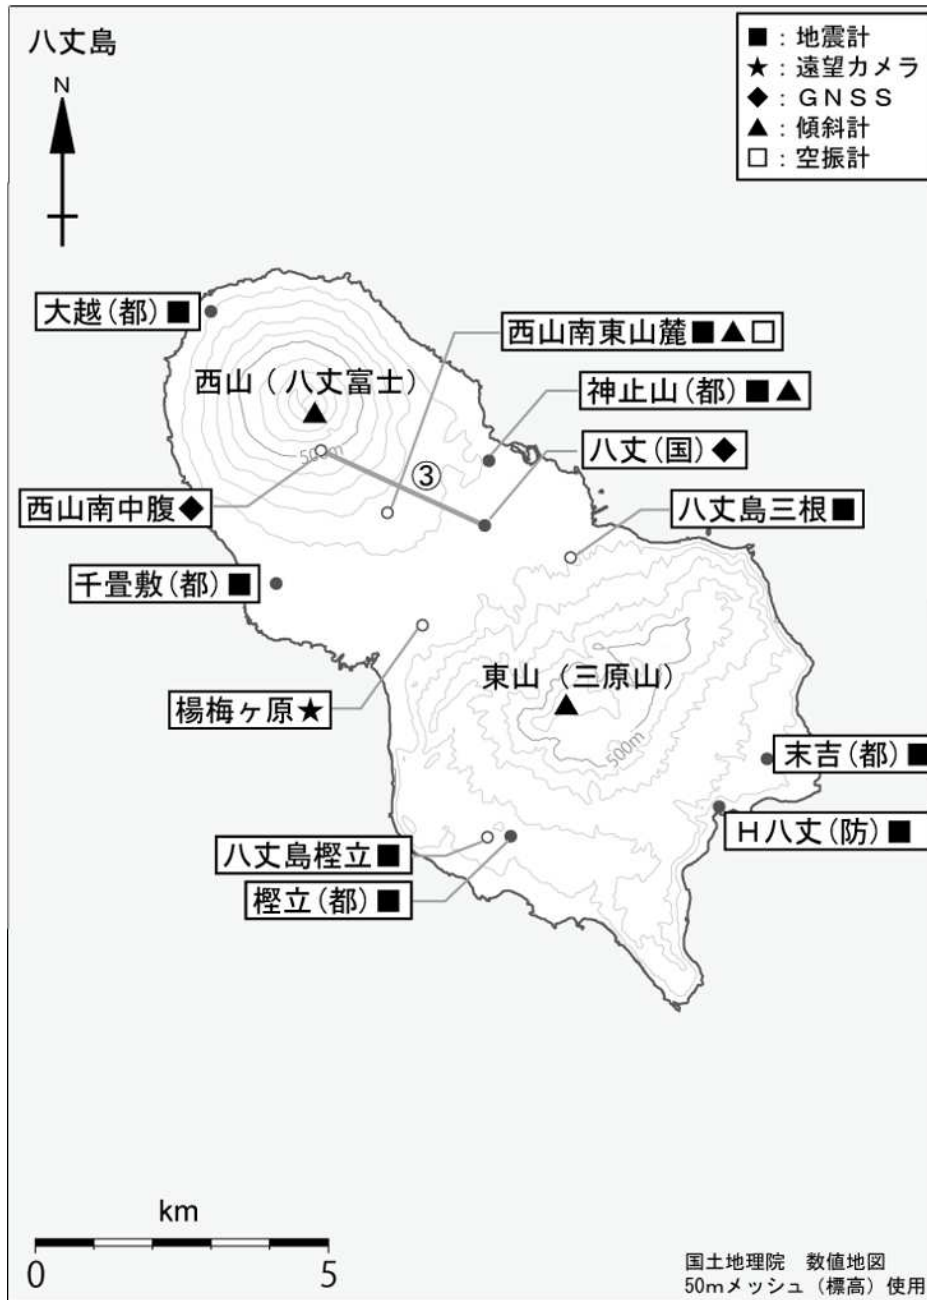 八丈島
■：地震計
★：遠望カメラ
◆：ＧＮＳＳ
▲：傾斜計
□：空振計
N
大越(都)■
西山南東山麓■▲□
西山（八丈富士）
神止山(都)■▲
八丈(国)◆
500m
③
西山南中腹◆
八丈島三根■
千畳敷(都)■
東山（三原山）
楊梅ヶ原★
500m
末吉(都)■
Ｈ八丈(防)■
八丈島樫立■
樫立(都)■
km
0 5
国土地理院　数値地図
50mメッシュ（標高）使用